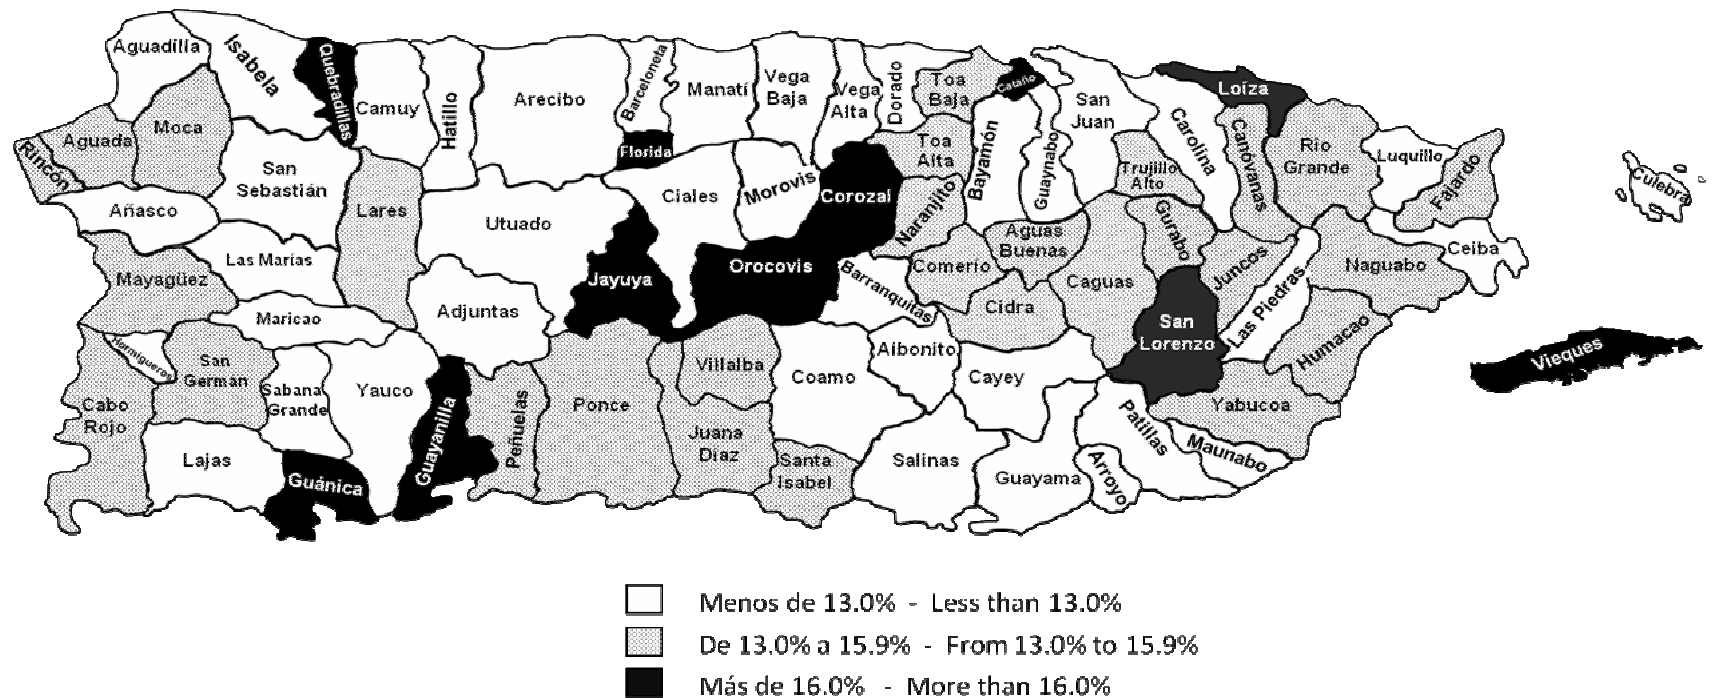 Aguadilla
Isabela
Quebradillas
Camuy
Hatillo
Arecibo
Barceloneta
Manatí
Vega
Baja
Vega
Alta
Dorado
Toa
Baja
Cataño
San
Juan
Loíza
Carolina
Canóvanas
Río
Grande
Luquillo
Fajardo
Culebra
Rincón
Aguada
Moca
San
Sebastián
Lares
Florida
Ciales
Morovis
Corozal
Toa
Alta
Naranjito
Bayamón
Guaynabo
Trujillo
Alto
Gurabo
Añasco
Las Marías
Utuado
Mayagüez
Maricao
Adjuntas
Jayuya
Orocovis
Barranquitas
Comerío
Aguas
Buenas
Cidra
Caguas
Juncos
San
Lorenzo
Las Piedras
Naguabo
Ceiba
Humacao
Vieques
Hormigueros
San
Germán
Sabana
Grande
Yauco
Guayanilla
Peñuelas
Ponce
Villalba
Juana
Díaz
Coamo
Aibonito
Cayey
Yabucoa
Cabo
Rojo
Lajas
Guánica
Santa
Isabel
Salinas
Guayama
Arroyo
Patillas
Maunabo
Menos de 13.0% - Less than 13.0%
De 13.0% a 15.9% - From 13.0% to 15.9%
Más de 16.0% - More than 16.0%